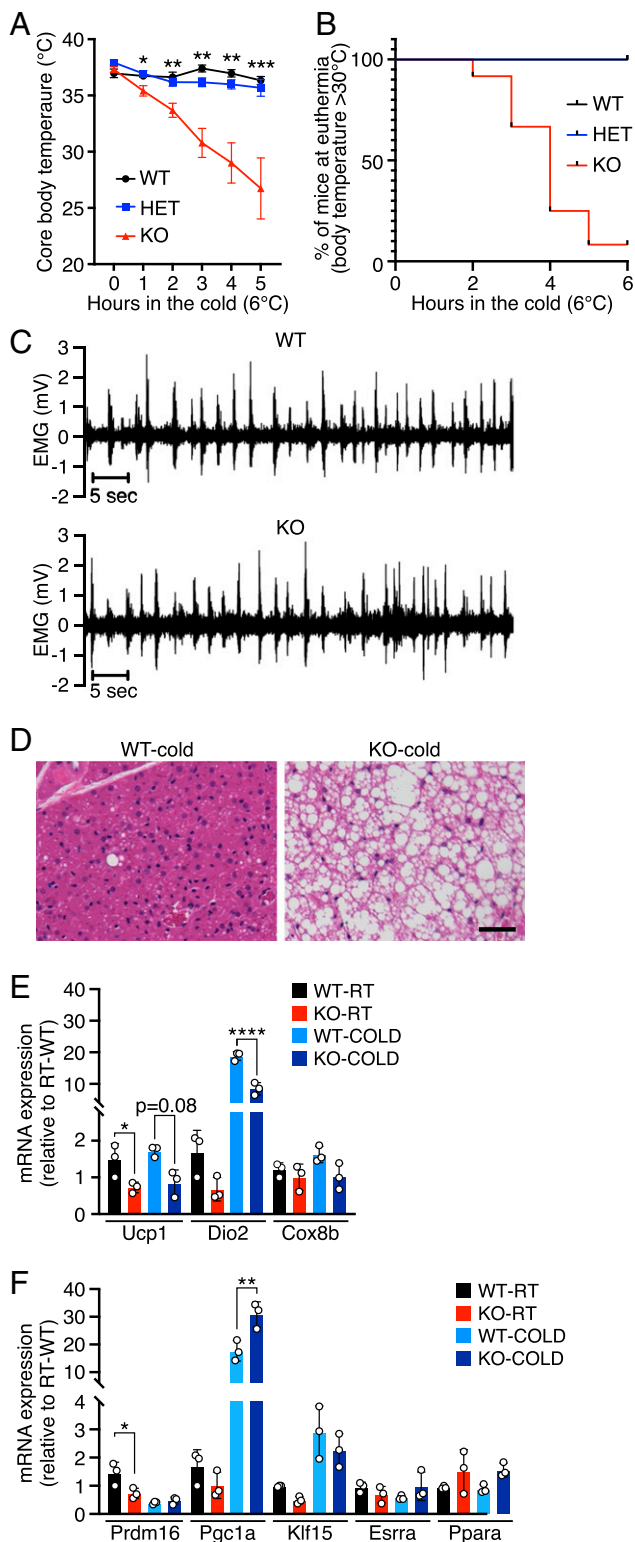 A
Core body temperaure (°C)
40
35
30
25
20
* ** ** ** ***
WT
HET
KO
0 1 2 3 4 5
Hours in the cold (6°C)
B
% of mice at euthermia
(body temperature >30°C)
100
50
0
WT
HET
KO
0 2 4 6
Hours in the cold (6°C)
C
WT
EMG (mV)
3
2
1
0
-1
-2
5 sec
KO
EMG (mV)
3
2
1
0
-1
-2
5 sec
D
WT-cold
KO-cold
E
mRNA expression
(relative to RT-WT)
40
30
20
10
2
1
0
WT-RT
KO-RT
WT-COLD
KO-COLD
* p=0.08 ****
Ucp1 Dio2 Cox8b
F
mRNA expression
(relative to RT-WT)
40
30
20
10
4
3
2
1
0
WT-RT
KO-RT
WT-COLD
KO-COLD
* **
Prdm16 Pgc1a Klf15 Esrra Ppara